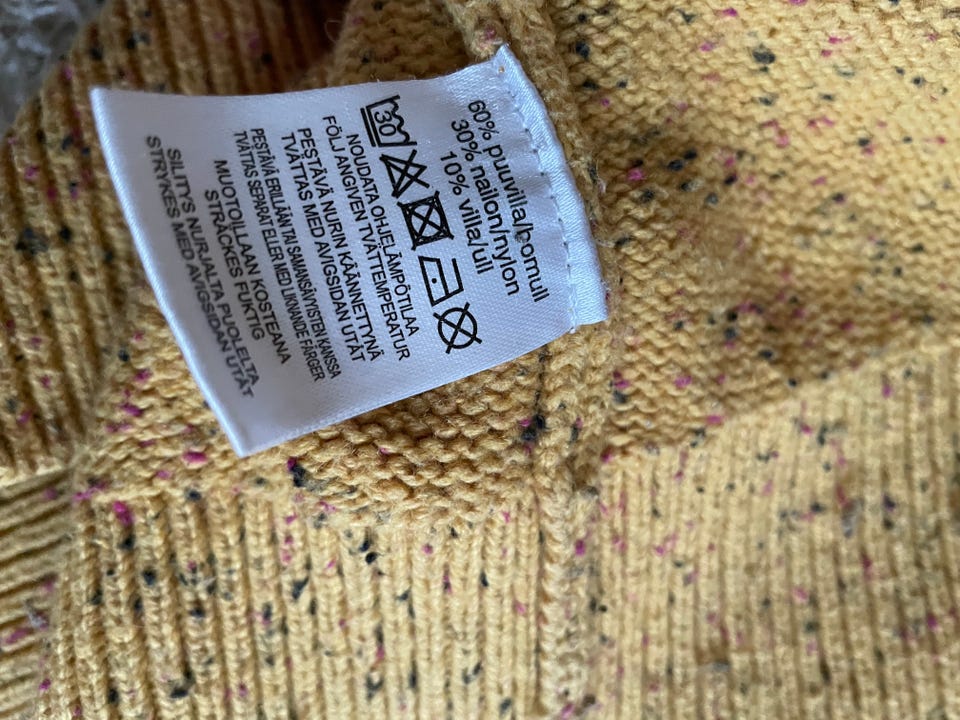 60% puuvilla/bomull
30% nailon/nylon
10% villa/ull
30
NOUDATA OHJELÄMPÖTILAA
FÖLJ ANGIVEN TVÄTTEMPERATUR
PESTÄVÄ NURIN KÄÄNNETTYNÄ
TVÄTTAS MED AVIGSIDAN UTÅT
PESTÄVÄ ERILLÄÄN TAI SAMANSÄVYISTEN KANSSA
TVÄTTAS SEPARAT ELLER MED LIKNANDE FÄRGER
MUOTOILLAAN KOSTEANA
STRÄCKES FUKTIG
SILITYS NURJALTA PUOLELTA
STRYKES MED AVIGSIDAN UTÅT